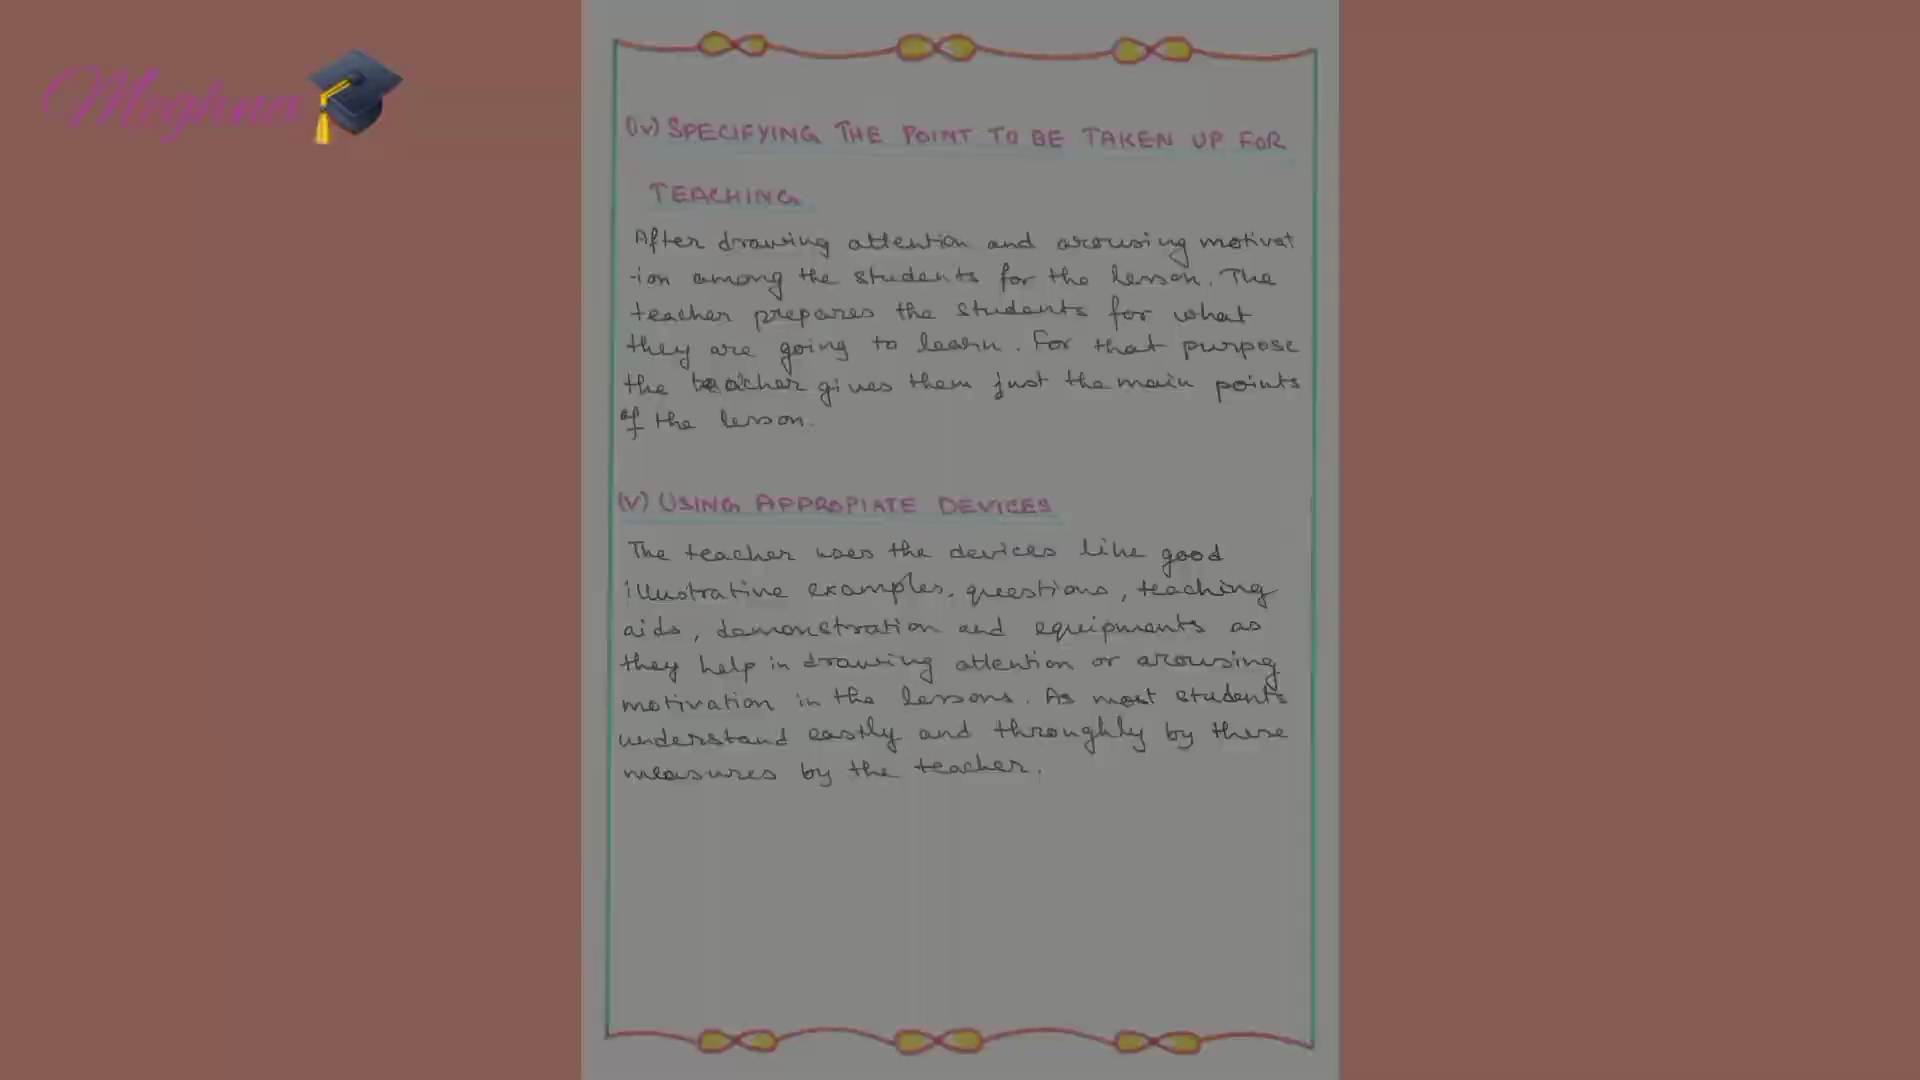 Meghna
(iv) SPECIFYING THE POINT TO BE TAKEN UP FOR
TEACHING
After drawing attention and arousing motivat
-ion among the students for the lesson. The
teacher prepares the students for what
they are going to learn. For that purpose
the teacher gives them just the main points
of the lesson.
(V) USING APPROPIATE DEVICES
The teacher uses the devices like good
illustrative examples, questions, teaching
aids, demonstration and equipments as
they help in drawing attention or arousing
motivation in the lessons. As most students
understand eastly and throughly by these
measures by the teacher.